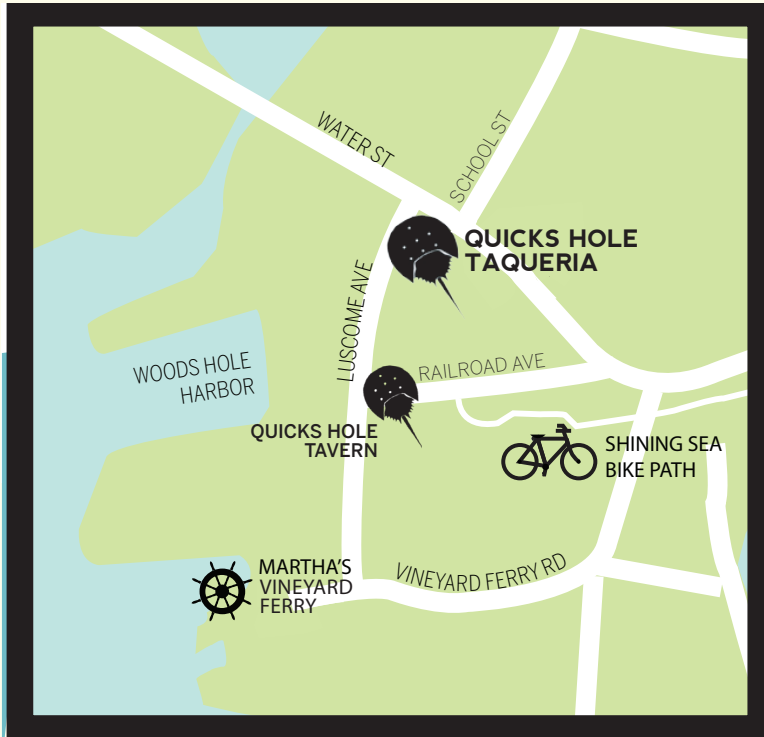 WATER ST
SCHOOL ST
QUICKS HOLE
TAQUERIA
LUSCOME AVE
WOODS HOLE
HARBOR
RAILROAD AVE
QUICKS HOLE
TAVERN
SHINING SEA
BIKE PATH
MARTHA'S
VINEYARD
FERRY
VINEYARD FERRY RD